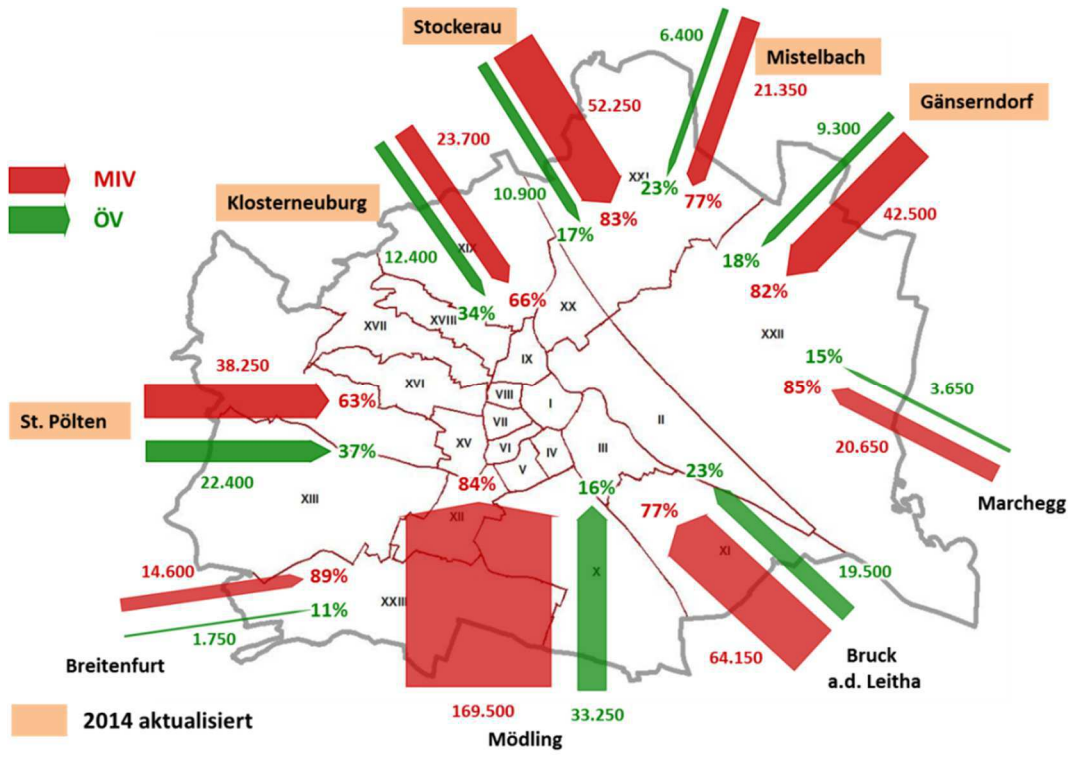 Stockerau
6.400
Mistelbach
21.350
Gänserndorf
52.250
9.300
23.700
MIV
ÖV
10.900
XXI
23%
77%
Klosterneuburg
83%
17%
42.500
XIX
12.400
18%
82%
66%
34%
XX
XVIII
XVII
XXII
IX
15%
38.250
XVI
85%
3.650
63%
VIII
I
St. Pölten
VII
II
20.650
XV
VI
IV
III
37%
V
22.400
84%
16%
23%
XIII
77%
Marchegg
XII
XI
14.600
89%
X
19.500
XXIII
11%
1.750
Breitenfurt
64.150
Bruck
a.d. Leitha
2014 aktualisiert
169.500
33.250
Mödling